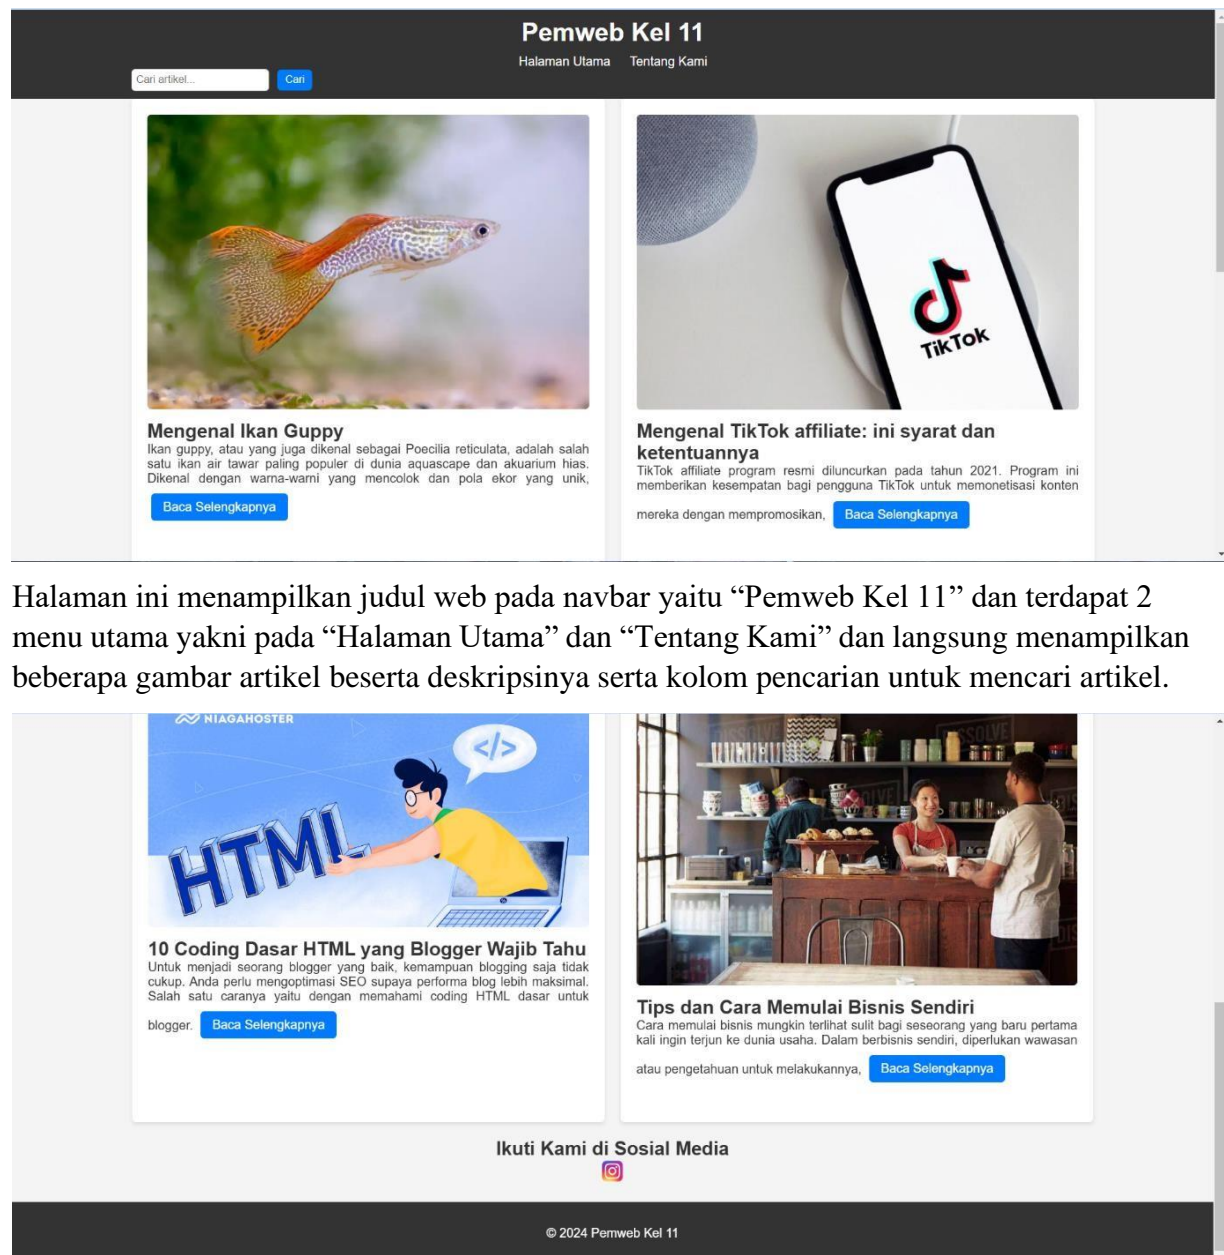 Pemweb Kel 11
Halaman Utama Tentang Kami
Cari artikel... Cari
TikTok
Mengenal Ikan Guppy
Ikan guppy, atau yang juga dikenal sebagai Poecilia reticulata, adalah salah
satu ikan air tawar paling populer di dunia aquascape dan akuarium hias.
Dikenal dengan warna-warni yang mencolok dan pola ekor yang unik,
Baca Selengkapnya
Mengenal TikTok affiliate: ini syarat dan
ketentuannya
TikTok affiliate program resmi diluncurkan pada tahun 2021. Program ini
memberikan kesempatan bagi pengguna TikTok untuk memonetisasi konten
mereka dengan mempromosikan, Baca Selengkapnya
Halaman ini menampilkan judul web pada navbar yaitu “Pemweb Kel 11” dan terdapat 2
menu utama yakni pada “Halaman Utama” dan “Tentang Kami” dan langsung menampilkan
beberapa gambar artikel beserta deskripsinya serta kolom pencarian untuk mencari artikel.
NIAGAHOSTER
</>
HTML
DISSOLVE
10 Coding Dasar HTML yang Blogger Wajib Tahu
Untuk menjadi seorang blogger yang baik, kemampuan blogging saja tidak
cukup. Anda perlu mengoptimasi SEO supaya performa blog lebih maksimal.
Salah satu caranya yaitu dengan memahami coding HTML dasar untuk
blogger. Baca Selengkapnya
Tips dan Cara Memulai Bisnis Sendiri
Cara memulai bisnis mungkin terlihat sulit bagi seseorang yang baru pertama
kali ingin terjun ke dunia usaha. Dalam berbisnis sendiri, diperlukan wawasan
atau pengetahuan untuk melakukannya, Baca Selengkapnya
Ikuti Kami di Sosial Media
© 2024 Pemweb Kel 11